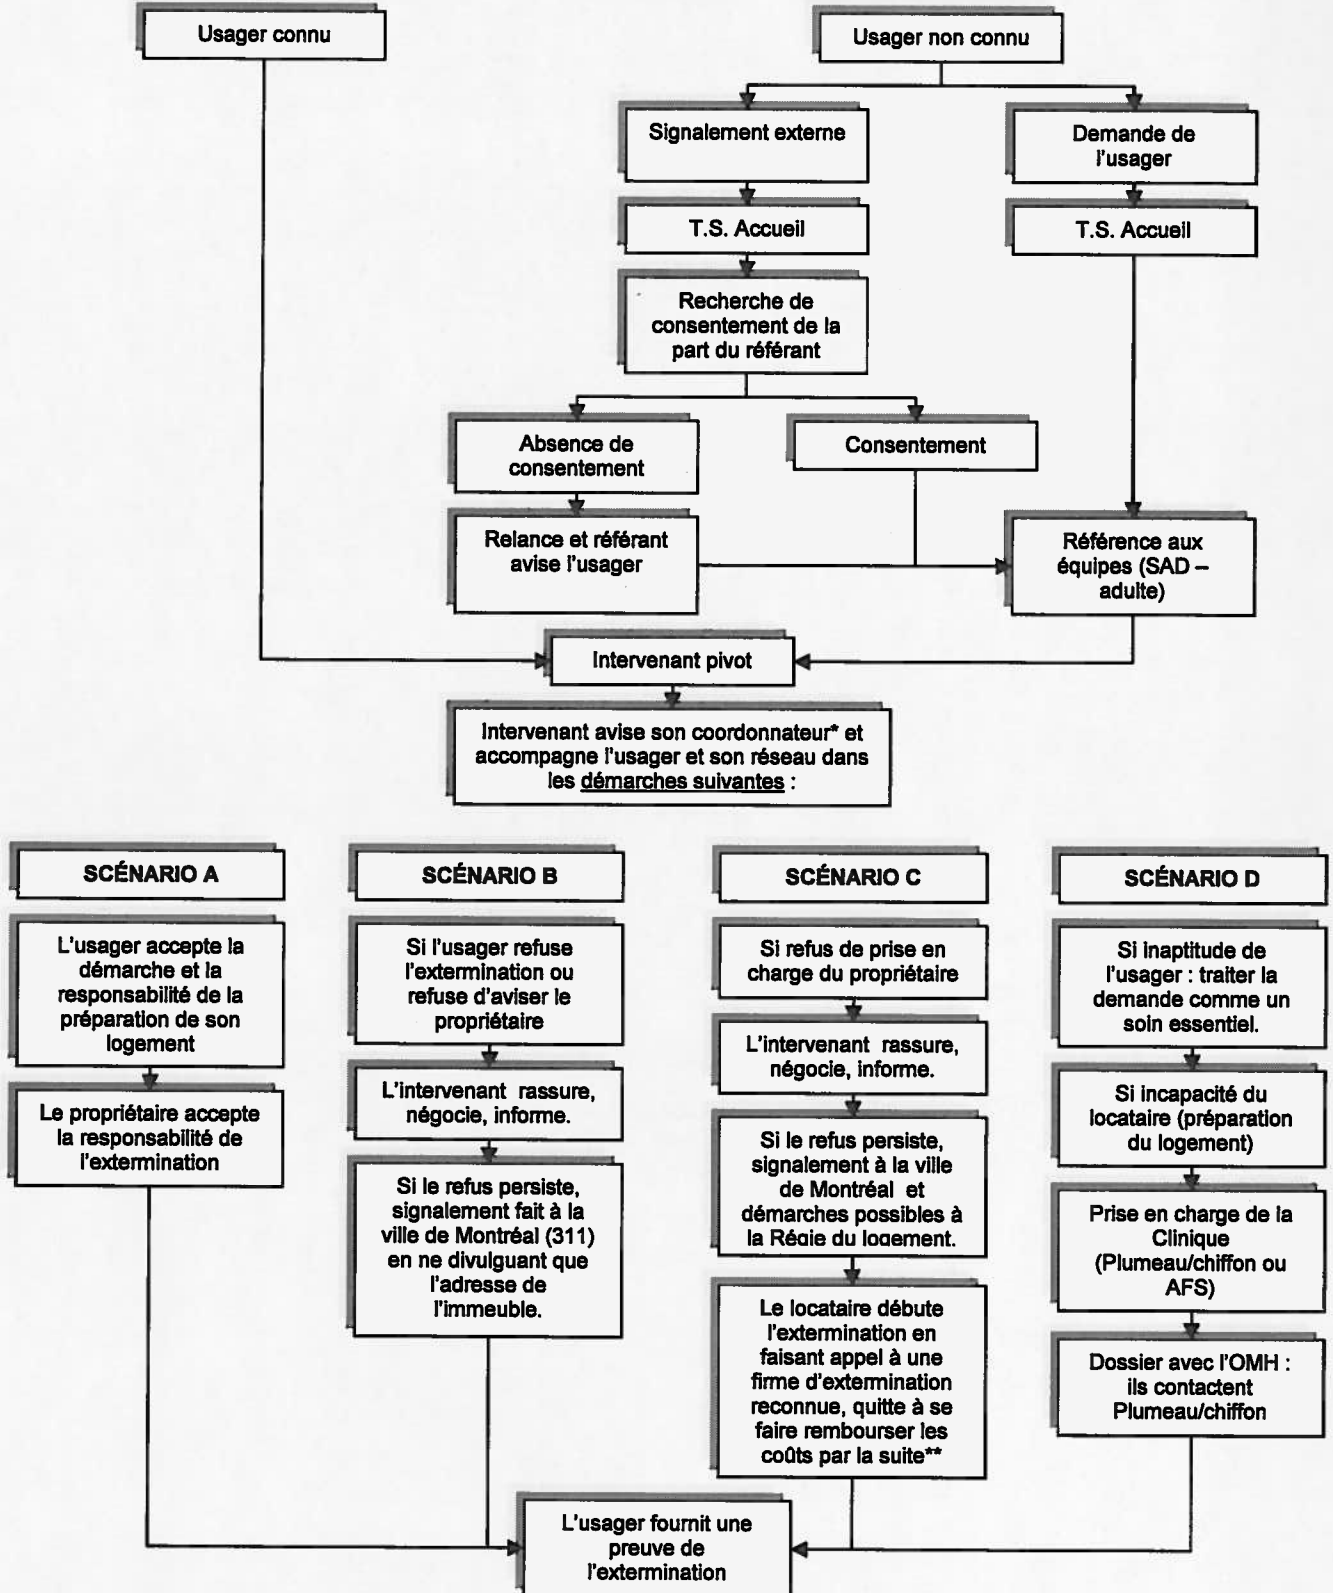 Usager connu
Usager non connu
Signalement externe
Demande de
l'usager
T.S. Accueil
T.S. Accueil
Recherche de
consentement de la
part du référant
Absence de
consentement
Consentement
Relance et référant
avise l'usager
Référence aux
équipes (SAD –
adulte)
Intervenant pivot
Intervenant avise son coordonnateur* et
accompagne l'usager et son réseau dans
les démarches suivantes :
SCÉNARIO A
L'usager accepte la
démarche et la
responsabilité de la
préparation de son
logement
Le propriétaire accepte
la responsabilité de
l'extermination
SCÉNARIO B
Si l'usager refuse
l'extermination ou
refuse d'aviser le
propriétaire
L'intervenant rassure,
négocie, informe.
Si le refus persiste,
signalement fait à la
ville de Montréal (311)
en ne divulguant que
l'adresse de
l'immeuble.
SCÉNARIO C
Si refus de prise en
charge du propriétaire
L'intervenant rassure,
négocie, informe.
Si le refus persiste,
signalement à la ville
de Montréal et
démarches possibles à
la Régie du logement.
Le locataire débute
l'extermination en
faisant appel à une
firme d'extermination
reconnue, quitte à se
faire rembourser les
coûts par la suite**
SCÉNARIO D
Si inaptitude de
l'usager : traiter la
demande comme un
soin essentiel.
Si incapacité du
locataire (préparation
du logement)
Prise en charge de la
Clinique
(Plumeau/chiffon ou
AFS)
Dossier avec l'OMH :
ils contactent
Plumeau/chiffon
L'usager fournit une
preuve de
l'extermination